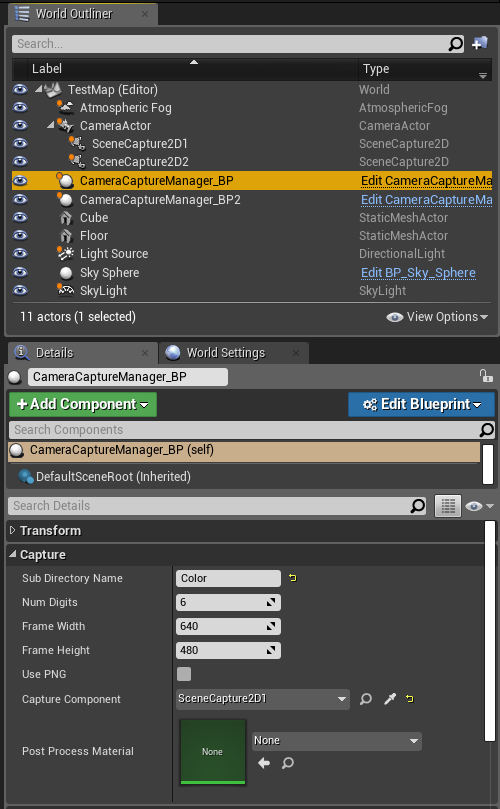 World Outliner
Search...
Label Type
TestMap (Editor) World
Atmospheric Fog AtmosphericFog
CameraActor CameraActor
SceneCapture2D1 SceneCapture2D
SceneCapture2D2 SceneCapture2D
CameraCaptureManager_BP Edit CameraCaptureMa
CameraCaptureManager_BP2 Edit CameraCaptureMa
Cube StaticMeshActor
Floor StaticMeshActor
Light Source DirectionalLight
Sky Sphere Edit BP_Sky_Sphere
SkyLight SkyLight
11 actors (1 selected) View Options
Details World Settings
CameraCaptureManager_BP
+ Add Component Edit Blueprint
Search Components
CameraCaptureManager_BP (self)
DefaultSceneRoot (Inherited)
Search Details
Transform
Capture
Sub Directory Name Color
Num Digits 6
Frame Width 640
Frame Height 480
Use PNG
Capture Component SceneCapture2D1
Post Process Material None None